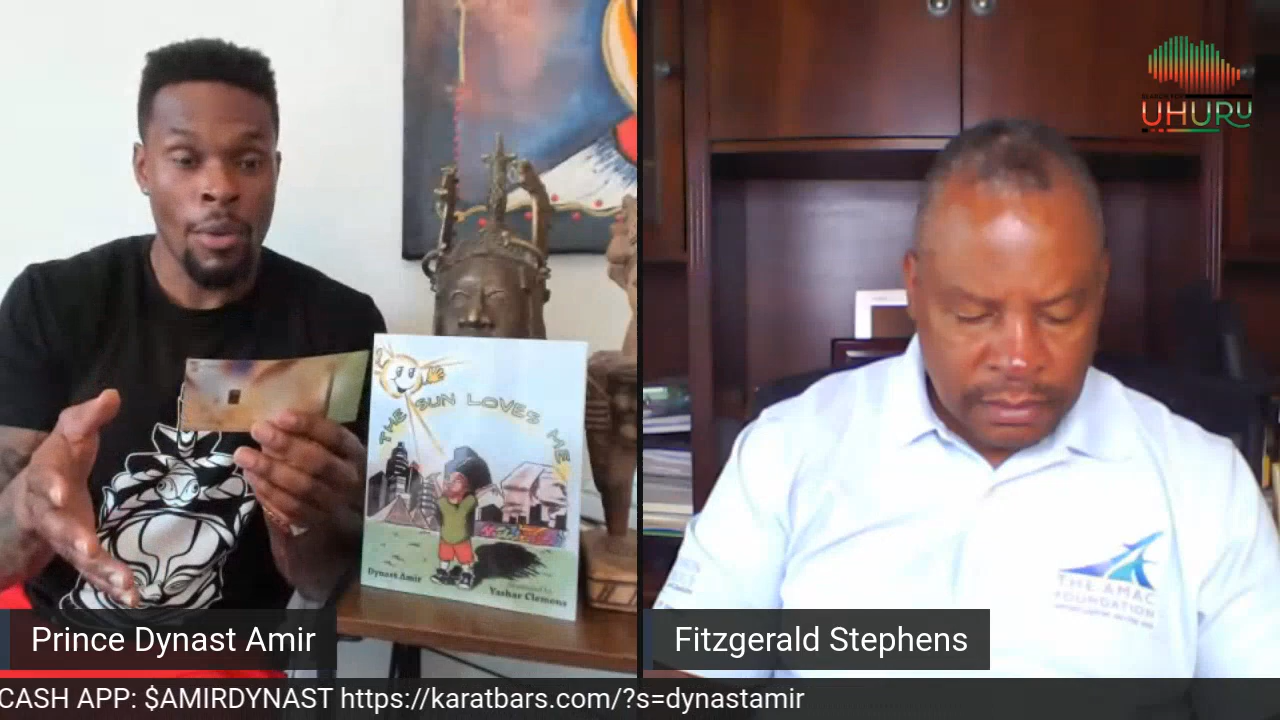 UHURU
THE SUN LOVES ME
Dynast Amir
Yashar Clemons
THE AMAC
FOUNDATION
Prince Dynast Amir
Fitzgerald Stephens
CASH APP: $AMIRDYNAST https://karatbars.com/?s=dynastamir